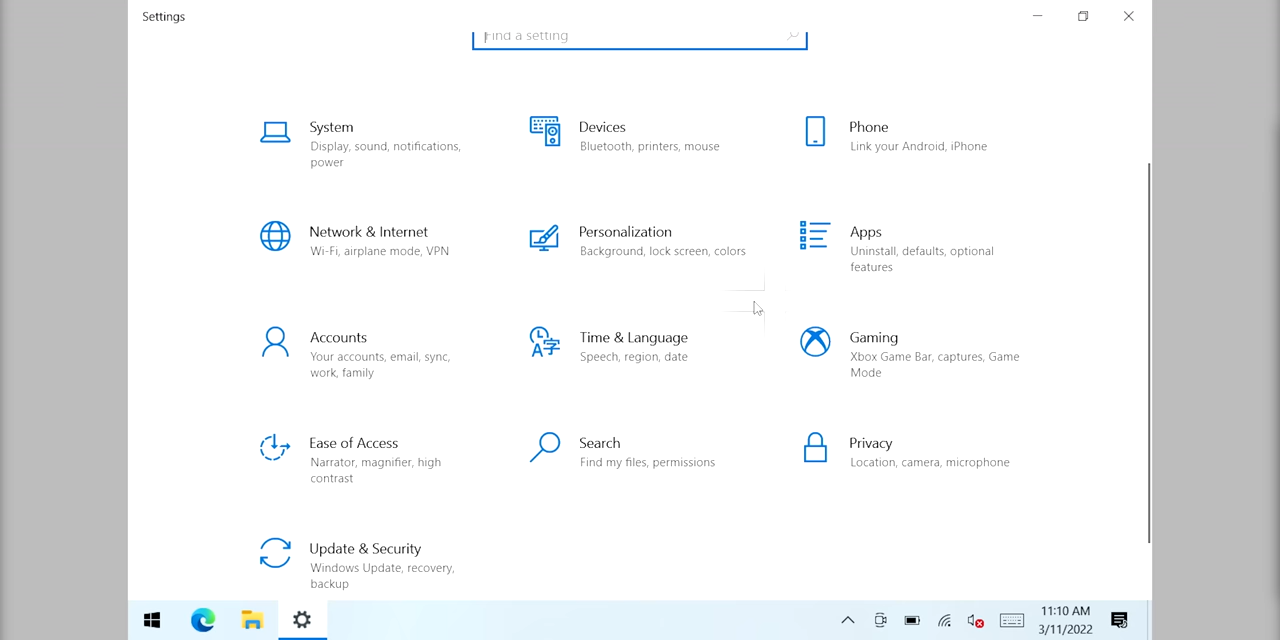 Settings
Find a setting
System
Display, sound, notifications,
power
Devices
Bluetooth, printers, mouse
Phone
Link your Android, iPhone
Network & Internet
Wi-Fi, airplane mode, VPN
Personalization
Background, lock screen, colors
Apps
Uninstall, defaults, optional
features
Accounts
Your accounts, email, sync,
work, family
Time & Language
Speech, region, date
Gaming
Xbox Game Bar, captures, Game
Mode
Ease of Access
Narrator, magnifier, high
contrast
Search
Find my files, permissions
Privacy
Location, camera, microphone
Update & Security
Windows Update, recovery,
backup
11:10 AM
3/11/2022